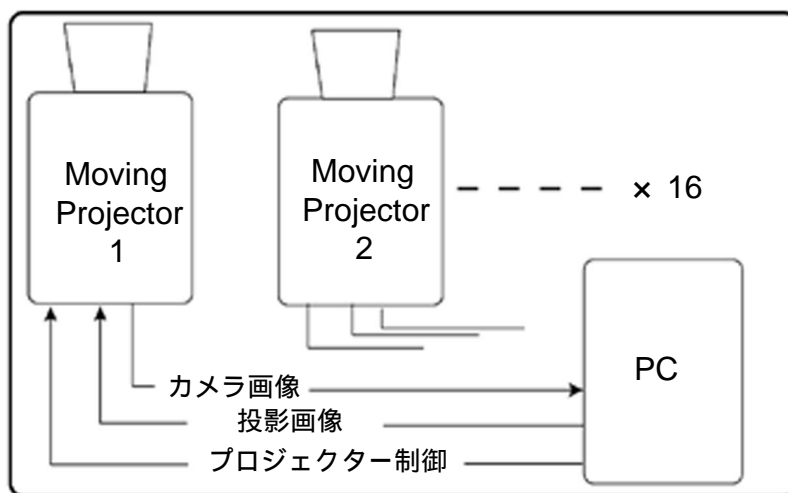 Moving
Projector
1
Moving
Projector
2
× 16
PC
カメラ画像
投影画像
プロジェクター制御